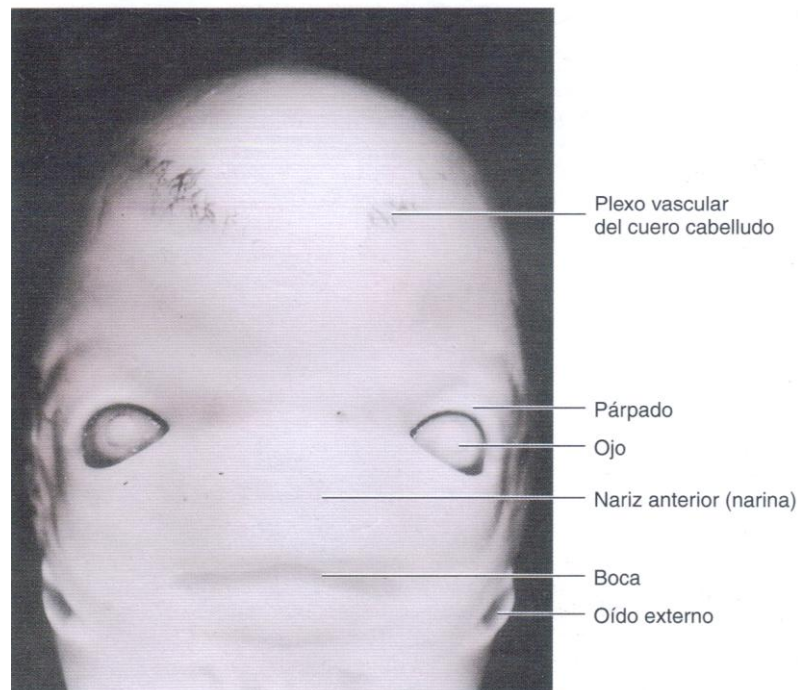 Plexo vascular
del cuero cabelludo
Párpado
Ojo
Nariz anterior (narina)
Boca
Oído externo